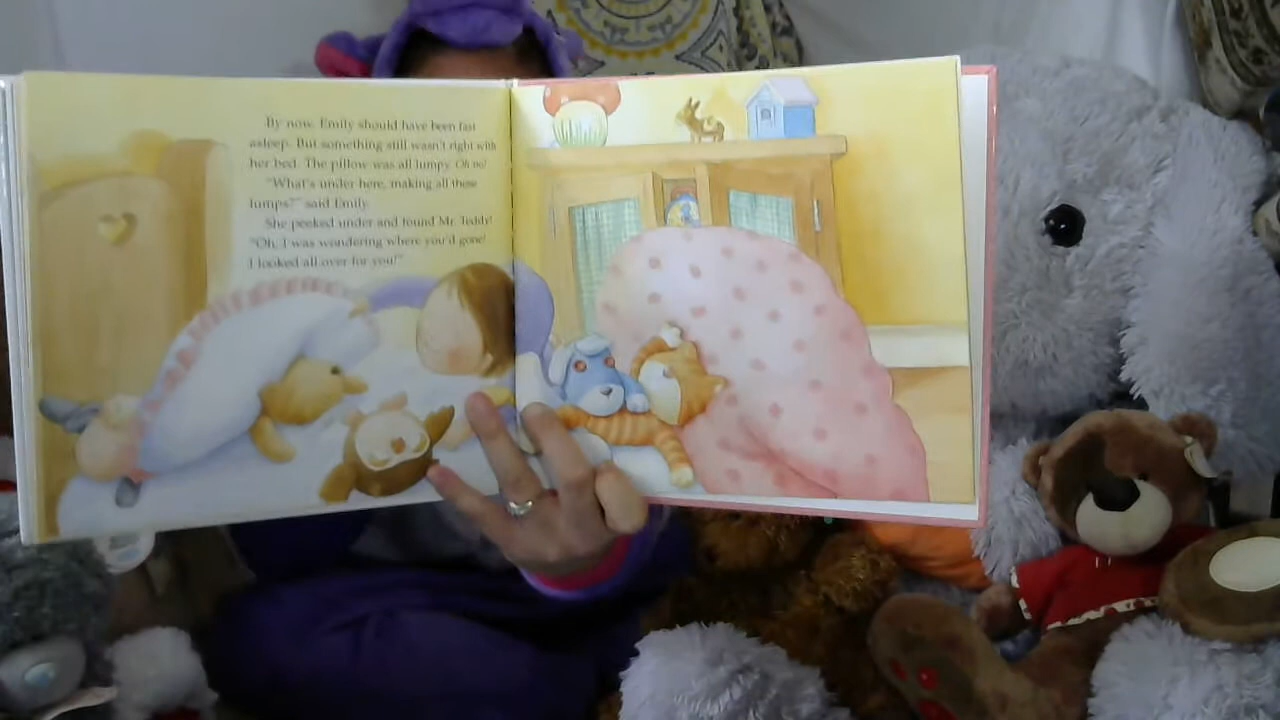 By now, Emily should have been fast
asleep. But something still wasn't right with
her bed. The pillow was all lumpy. Oh no!
"What's under here, making all these
lumps?" said Emily.
She peeked under and found Mr. Teddy!
"Oh, I was wondering where you'd gone!
I looked all over for you!"